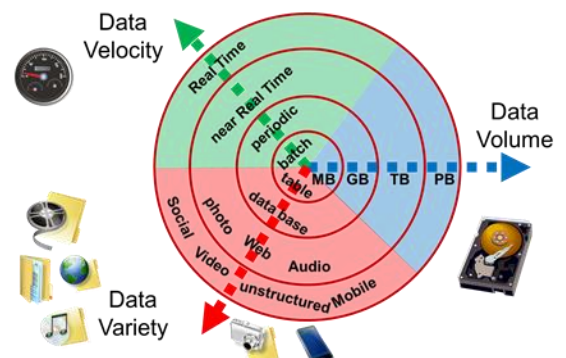 Data
Velocity
Real Time
near Real Time
periodic
batch
Data
Volume
MB GB TB PB
table
data base
Web
photo
Audio
Social
Video
unstructured
Mobile
Data
Variety